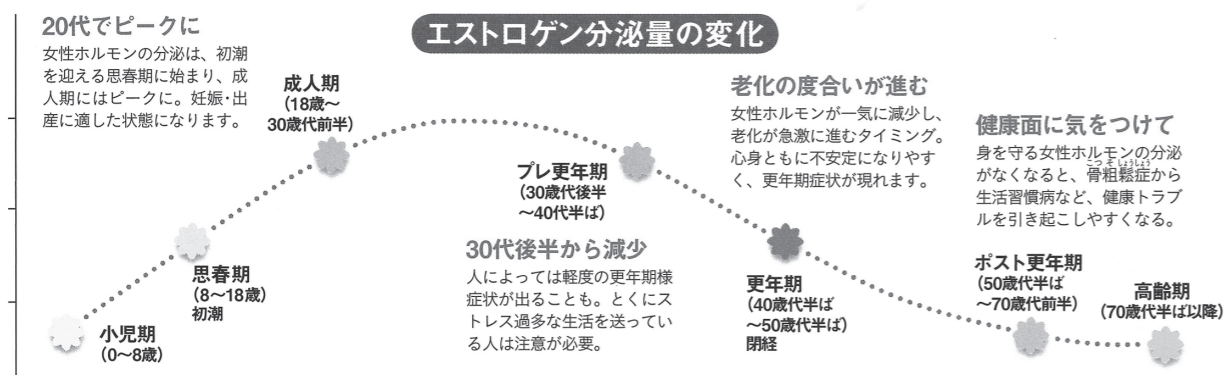 エストロゲン分泌量の変化
20代でピークに
女性ホルモンの分泌は、初潮
を迎える思春期に始まり、成
人期にはピークに。妊娠・出
産に適した状態になります。
成人期
(18歳〜
30歳代前半)
思春期
(8〜18歳)
初潮
小児期
(0〜8歳)
プレ更年期
(30歳代後半
〜40代半ば)
30代後半から減少
人によっては軽度の更年期様
症状が出ることも。とくにス
トレス過多な生活を送ってい
る人は注意が必要。
老化の度合いが進む
女性ホルモンが一気に減少し、
老化が急激に進むタイミング。
心身ともに不安定になりやす
く、更年期症状が現れます。
更年期
(40歳代半ば
〜50歳代半ば)
閉経
健康面に気をつけて
身を守る女性ホルモンの分泌
こつ そ しょうしょう
がなくなると、骨粗鬆症から
生活習慣病など、健康トラブ
ルを引き起こしやすくなる。
ポスト更年期
(50歳代半ば
〜70歳代前半)
高齢期
(70歳代半ば以降)